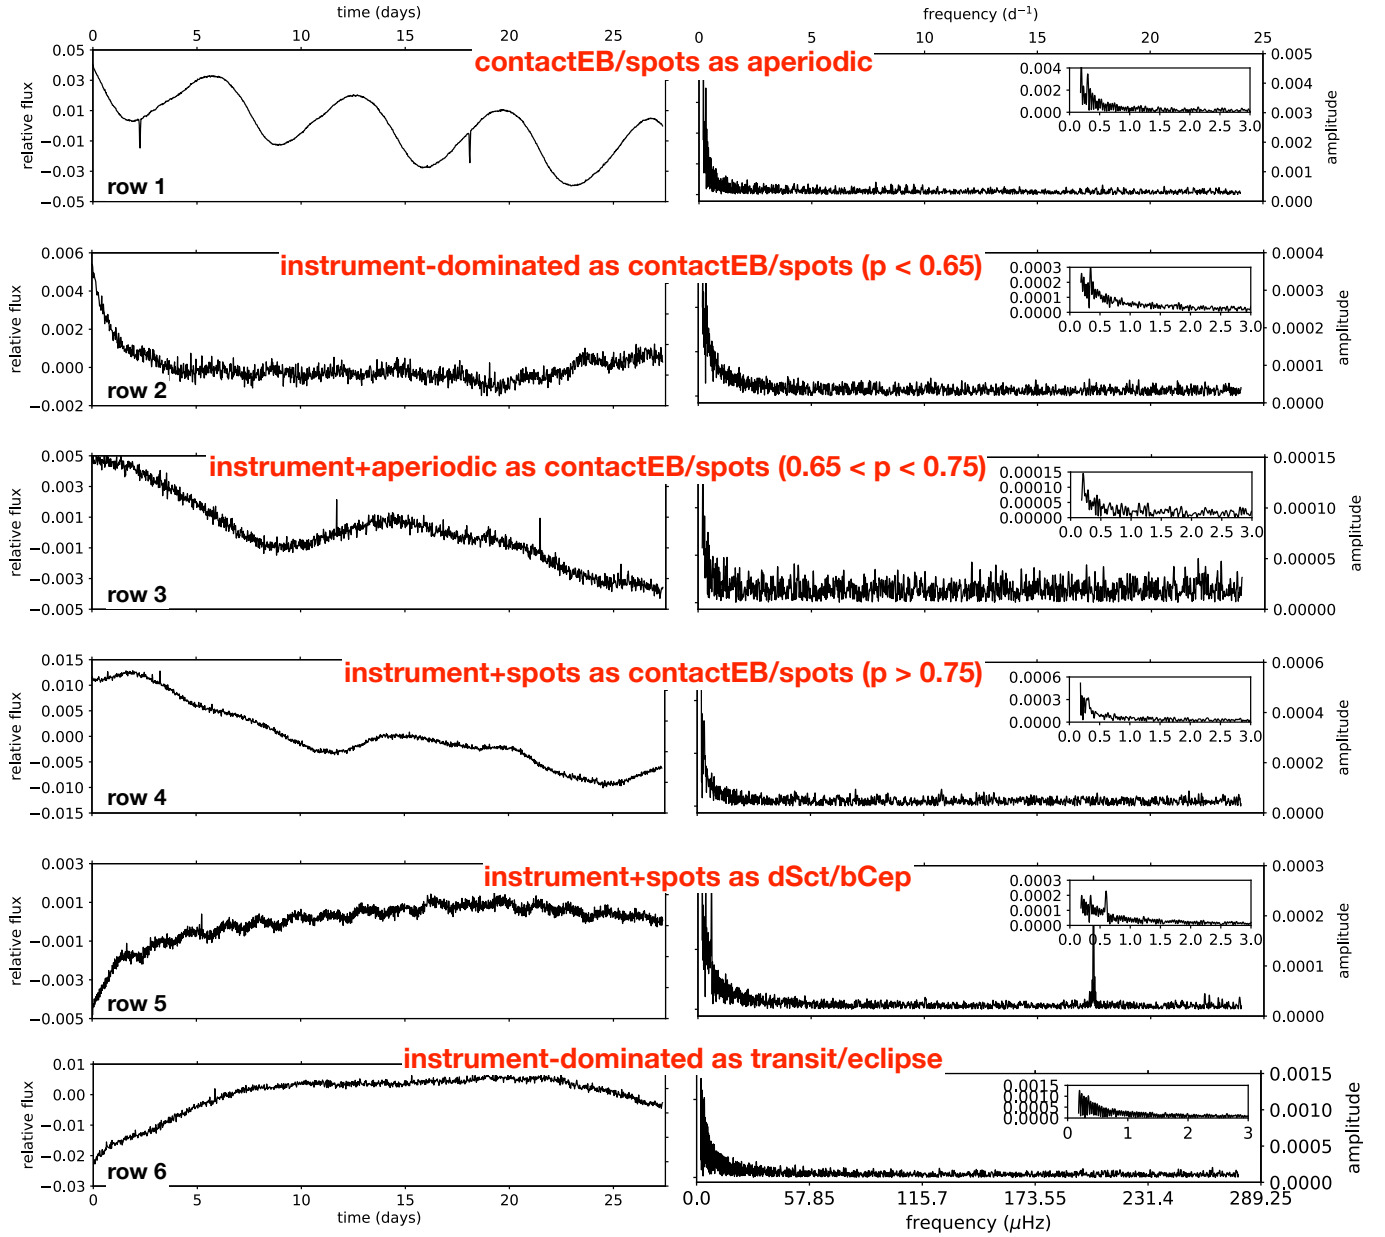 time (days)
frequency (d⁻¹)
0 5 10 15 20 25
0 5 10 15 20 25
contactEB/spots as aperiodic
0.05
0.03
0.01
−0.01
−0.03
−0.05
relative flux
row 1
0.005
0.004
0.003
0.002
0.001
0.000
amplitude
0.004
0.002
0.000
0.0 0.5 1.0 1.5 2.0 2.5 3.0
instrument-dominated as contactEB/spots (p < 0.65)
0.006
0.004
0.002
0.000
−0.002
relative flux
row 2
0.0004
0.0003
0.0002
0.0001
0.0000
amplitude
0.0003
0.0002
0.0001
0.0000
0.0 0.5 1.0 1.5 2.0 2.5 3.0
instrument+aperiodic as contactEB/spots (0.65 < p < 0.75)
0.005
0.003
0.001
−0.001
−0.003
−0.005
relative flux
row 3
0.00015
0.00010
0.00005
0.00000
amplitude
0.00015
0.00010
0.00005
0.00000
0.0 0.5 1.0 1.5 2.0 2.5 3.0
instrument+spots as contactEB/spots (p > 0.75)
0.015
0.010
0.005
0.000
−0.005
−0.010
−0.015
relative flux
row 4
0.0006
0.0004
0.0002
0.0000
amplitude
0.0006
0.0003
0.0000
0.0 0.5 1.0 1.5 2.0 2.5 3.0
instrument+spots as dSct/bCep
0.003
0.001
−0.001
−0.003
−0.005
relative flux
row 5
0.0003
0.0002
0.0001
0.0000
amplitude
0.0003
0.0002
0.0001
0.0000
0.0 0.5 1.0 1.5 2.0 2.5 3.0
instrument-dominated as transit/eclipse
0.01
0.00
−0.01
−0.02
−0.03
relative flux
row 6
0.0015
0.0010
0.0005
0.0000
amplitude
0.0015
0.0010
0.0005
0.0000
0 1 2 3
0 5 10 15 20 25
time (days)
0.0 57.85 115.7 173.55 231.4 289.25
frequency (μHz)